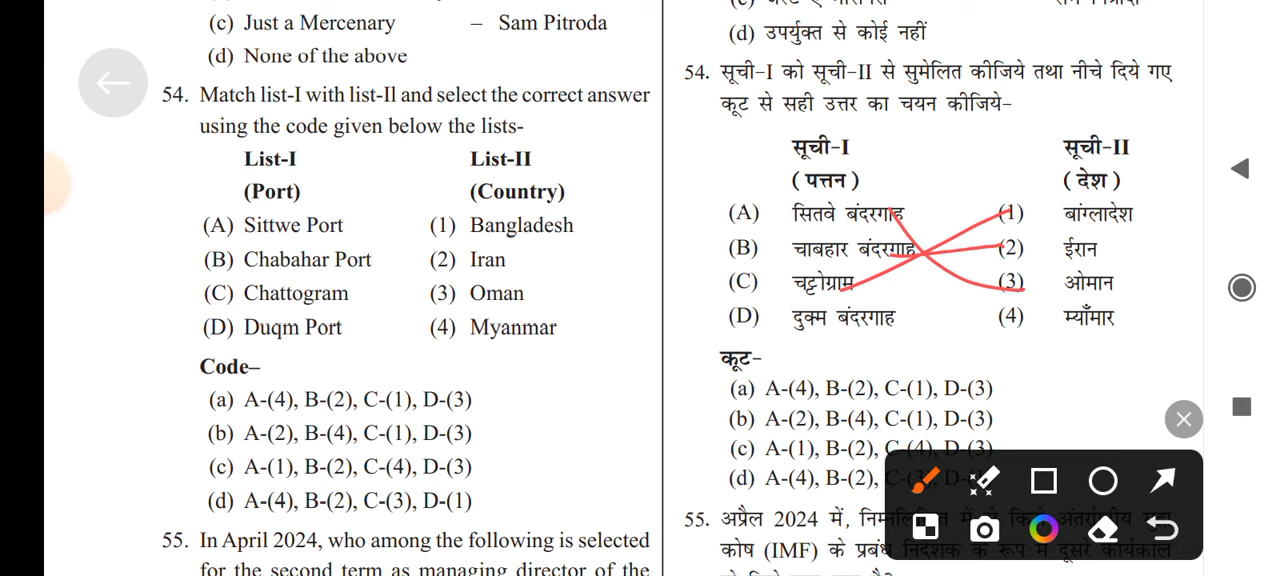 (c) Just a Mercenary – Sam Pitroda
(d) None of the above
54. Match list-I with list-II and select the correct answer
using the code given below the lists-
List-I List-II
(Port) (Country)
(A) Sittwe Port (1) Bangladesh
(B) Chabahar Port (2) Iran
(C) Chattogram (3) Oman
(D) Duqm Port (4) Myanmar
Code–
(a) A-(4), B-(2), C-(1), D-(3)
(b) A-(2), B-(4), C-(1), D-(3)
(c) A-(1), B-(2), C-(4), D-(3)
(d) A-(4), B-(2), C-(3), D-(1)
55. In April 2024, who among the following is selected
for the second term as managing director of the
(d) उपर्युक्त से कोई नहीं
54. सूची-I को सूची-II से सुमेलित कीजिये तथा नीचे दिये गए
कूट से सही उत्तर का चयन कीजिये-
सूची-I सूची-II
(पत्तन) (देश)
(A) सितवे बंदरगाह (1) बांग्लादेश
(B) चाबहार बंदरगाह (2) ईरान
(C) चट्टोग्राम (3) ओमान
(D) दुक्म बंदरगाह (4) म्याँमार
कूट-
(a) A-(4), B-(2), C-(1), D-(3)
(b) A-(2), B-(4), C-(1), D-(3)
(c) A-(1), B-(2), C-(4), D-(3)
(d) A-(4), B-(2),
55. अप्रैल 2024 में,
कोष (IMF) के प्रबंध निदेशक के रूप में दूसरे कार्यकाल